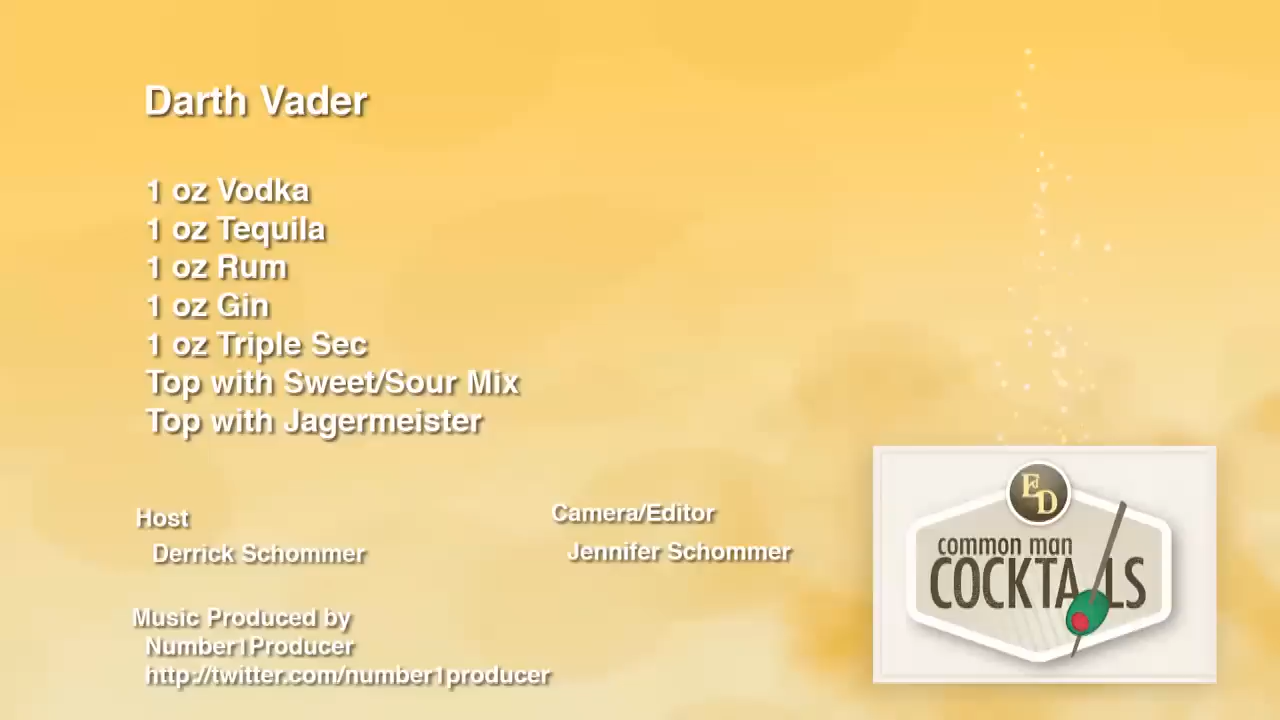 Darth Vader
1 oz Vodka
1 oz Tequila
1 oz Rum
1 oz Gin
1 oz Triple Sec
Top with Sweet/Sour Mix
Top with Jagermeister
Host
Derrick Schommer
Camera/Editor
Jennifer Schommer
Music Produced by
Number1Producer
http://twitter.com/number1producer
ED
common man
COCKTAILS